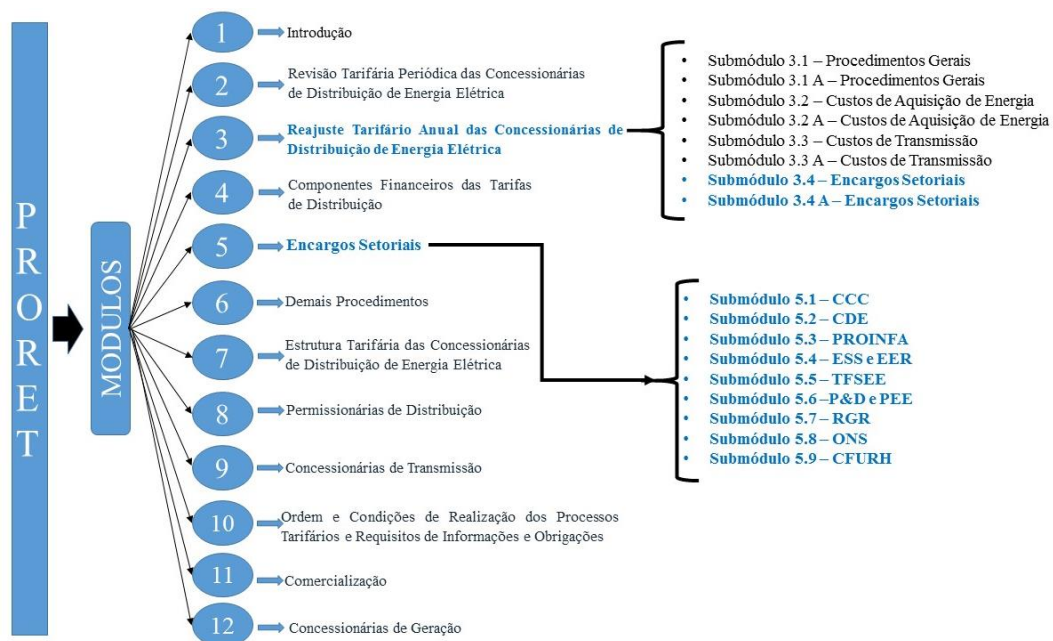 PRORET
MODULOS
1
Introdução
2
Revisão Tarifária Periódica das Concessionárias
de Distribuição de Energia Elétrica
3
Reajuste Tarifário Anual das Concessionárias de
Distribuição de Energia Elétrica
4
Componentes Financeiros das Tarifas
de Distribuição
5
Encargos Setoriais
6
Demais Procedimentos
7
Estrutura Tarifária das Concessionárias
de Distribuição de Energia Elétrica
8
Permissionárias de Distribuição
9
Concessionárias de Transmissão
10
Ordem e Condições de Realização dos Processos
Tarifários e Requisitos de Informações e Obrigações
11
Comercialização
12
Concessionárias de Geração
• Submódulo 3.1 – Procedimentos Gerais
• Submódulo 3.1 A – Procedimentos Gerais
• Submódulo 3.2 – Custos de Aquisição de Energia
• Submódulo 3.2 A – Custos de Aquisição de Energia
• Submódulo 3.3 – Custos de Transmissão
• Submódulo 3.3 A – Custos de Transmissão
• Submódulo 3.4 – Encargos Setoriais
• Submódulo 3.4 A – Encargos Setoriais
• Submódulo 5.1 – CCC
• Submódulo 5.2 – CDE
• Submódulo 5.3 – PROINFA
• Submódulo 5.4 – ESS e EER
• Submódulo 5.5 – TFSEE
• Submódulo 5.6 –P&D e PEE
• Submódulo 5.7 – RGR
• Submódulo 5.8 – ONS
• Submódulo 5.9 – CFURH